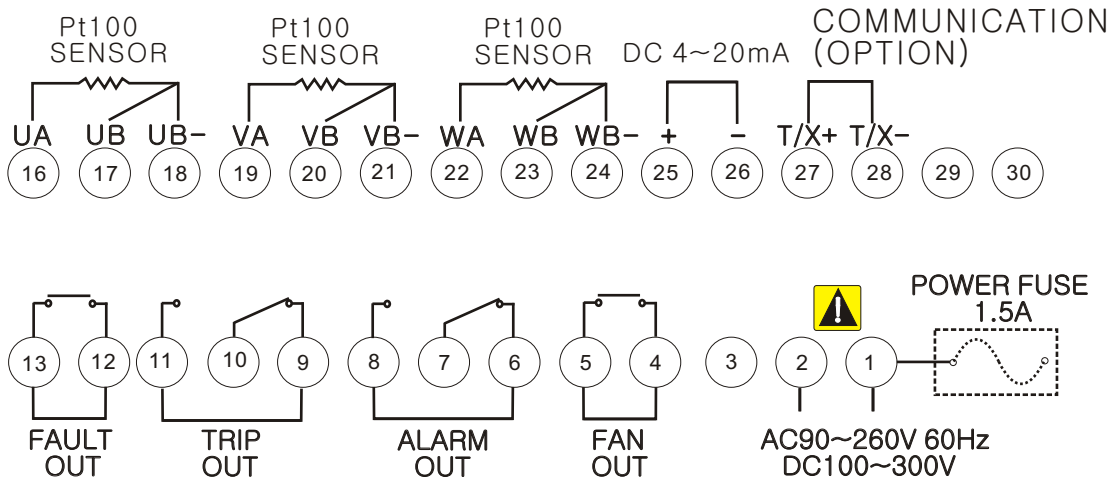 Pt100
SENSOR
Pt100
SENSOR
Pt100
SENSOR
DC 4~20mA
COMMUNICATION
(OPTION)
UA UB UB- VA VB VB- WA WB WB- + - T/X+ T/X-
16 17 18 19 20 21 22 23 24 25 26 27 28 29 30
POWER FUSE
1.5A
!
13 12 11 10 9 8 7 6 5 4 3 2 1
FAULT
OUT
TRIP
OUT
ALARM
OUT
FAN
OUT
AC90~260V 60Hz
DC100~300V